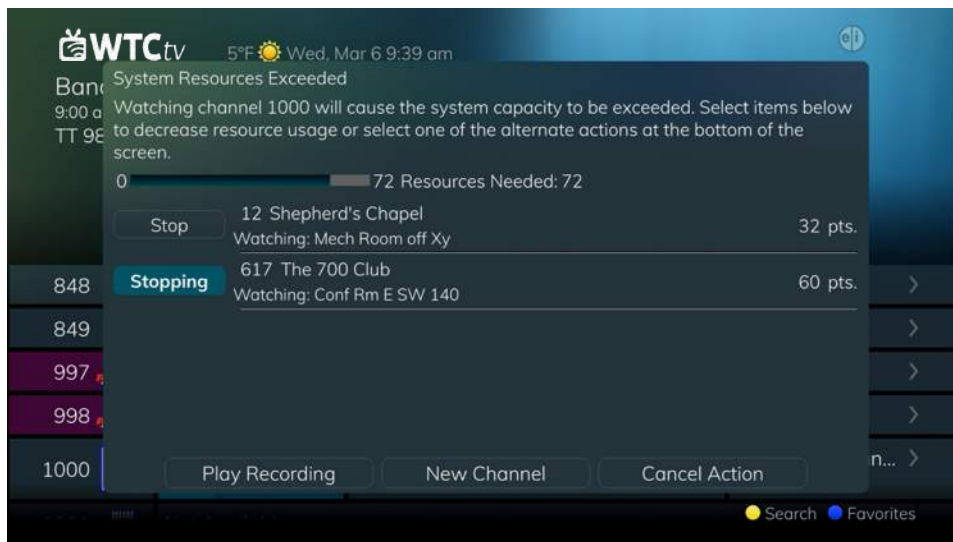 WTCtv
5°F Wed, Mar 6 9:39 am
eli
Band
9:00 a
TT 98
System Resources Exceeded
Watching channel 1000 will cause the system capacity to be exceeded. Select items below
to decrease resource usage or select one of the alternate actions at the bottom of the
screen.
0 72 Resources Needed: 72
Stop 12 Shepherd's Chapel 32 pts.
Watching: Mech Room off Xy
Stopping 617 The 700 Club 60 pts.
Watching: Conf Rm E SW 140
848
849
997
998
1000 n...
Play Recording New Channel Cancel Action
Search Favorites